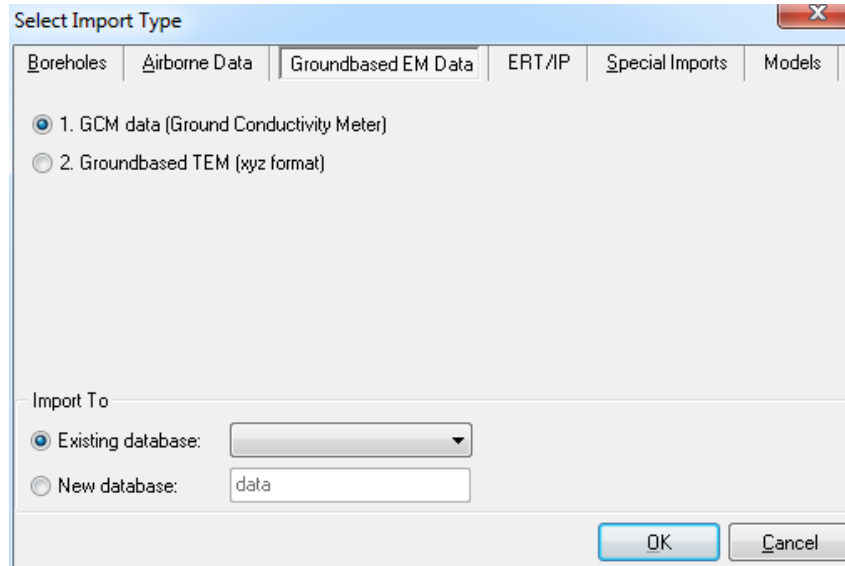 Select Import Type
x
Boreholes Airborne Data Groundbased EM Data ERT/IP Special Imports Models
1. GCM data (Ground Conductivity Meter)
2. Groundbased TEM (xyz format)
Import To
Existing database:
New database: data
OK Cancel